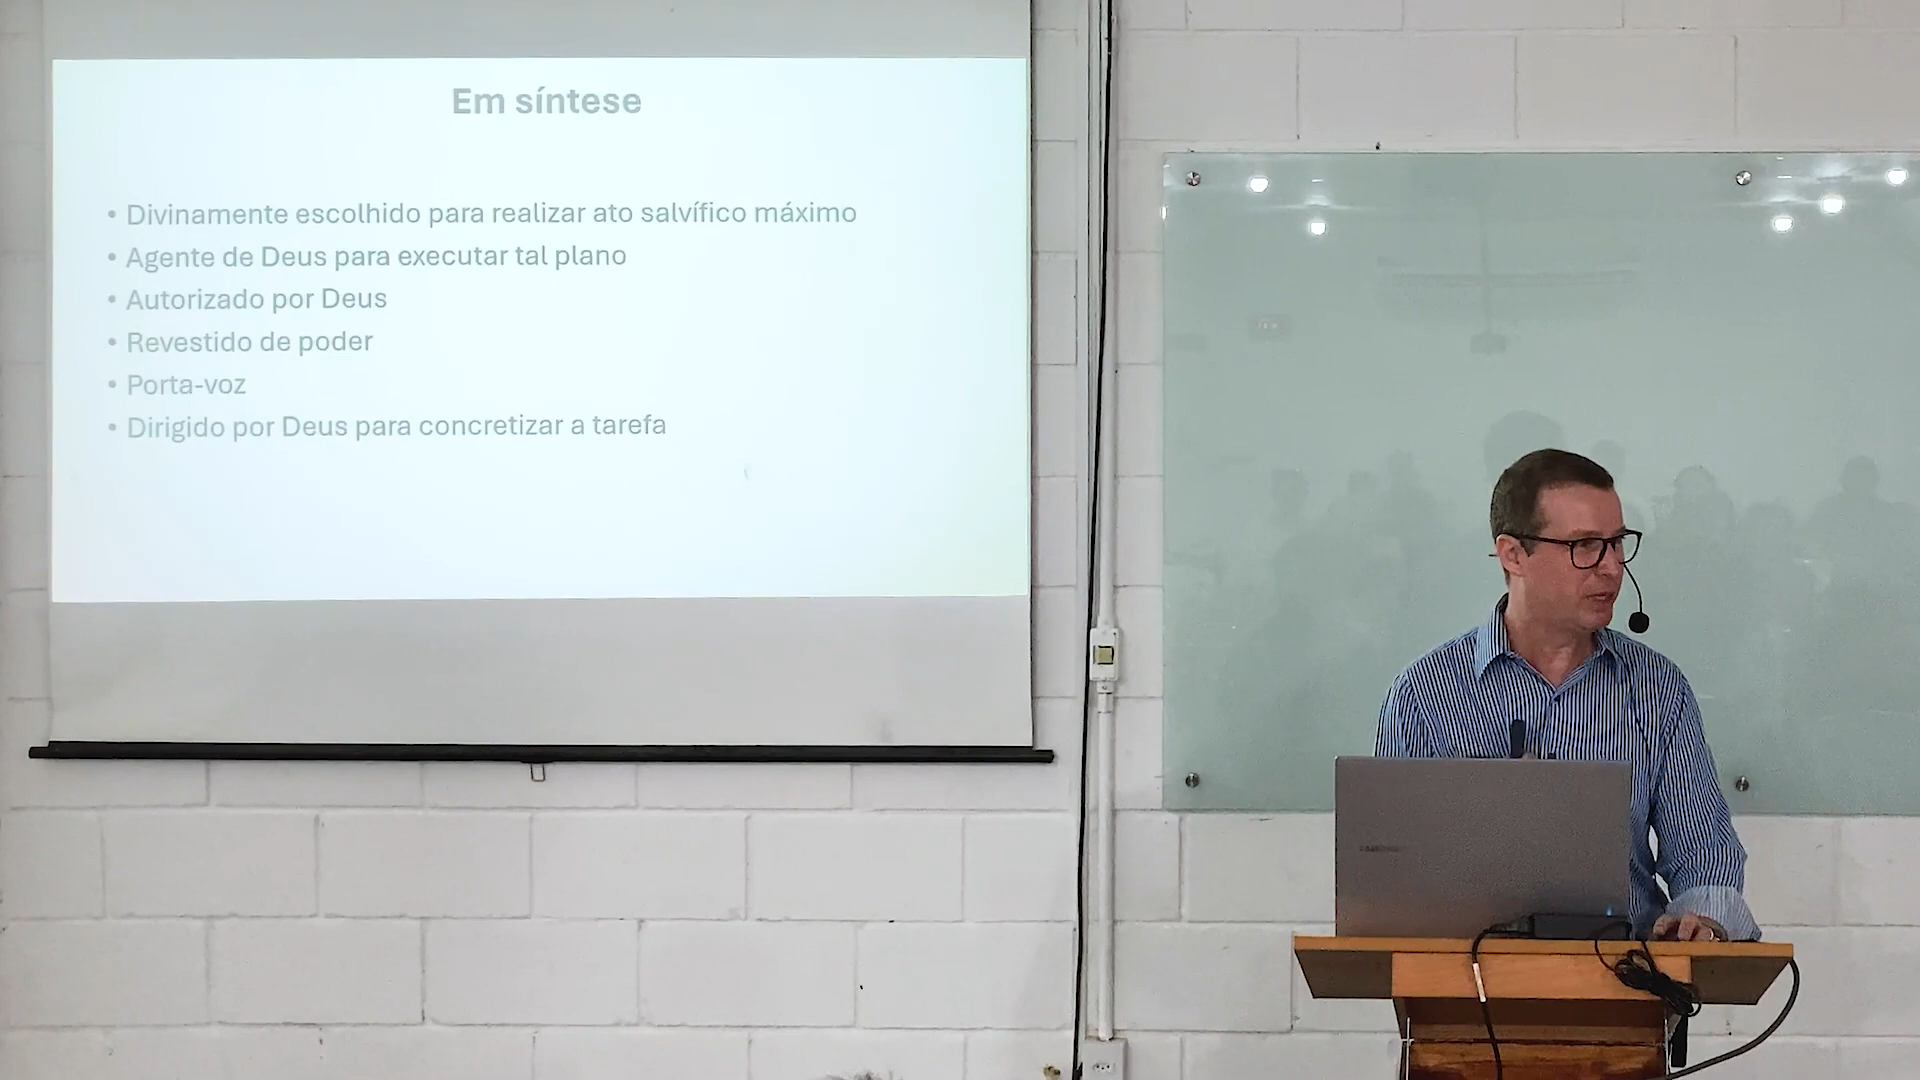 Em síntese
• Divinamente escolhido para realizar ato salvífico máximo
• Agente de Deus para executar tal plano
• Autorizado por Deus
• Revestido de poder
• Porta-voz
• Dirigido por Deus para concretizar a tarefa